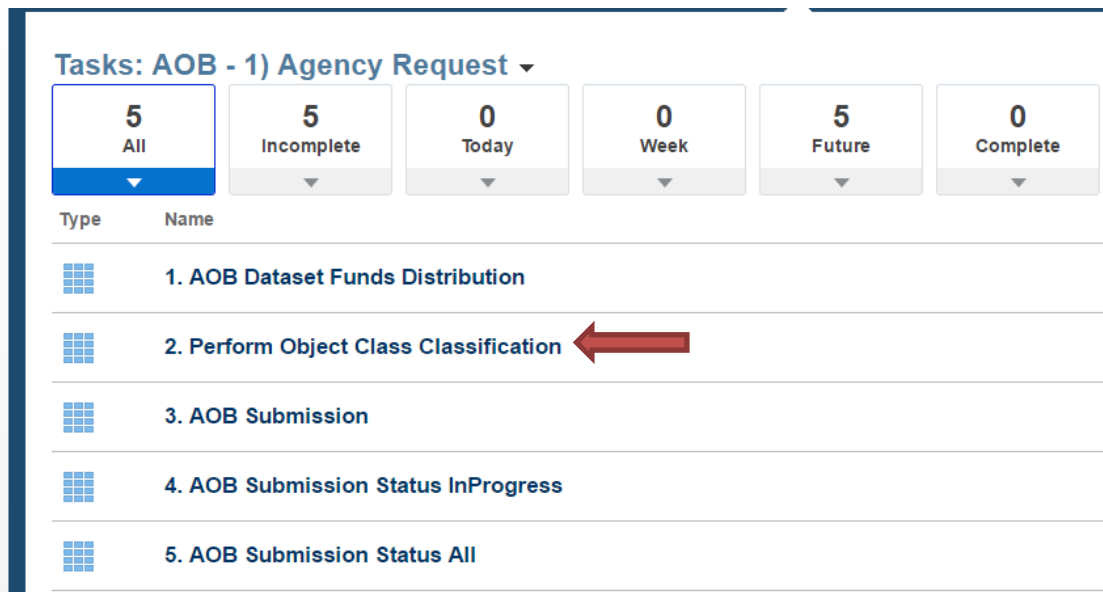 Tasks: AOB - 1) Agency Request
5 5 0 0 5 0
All Incomplete Today Week Future Complete
Type Name
1. AOB Dataset Funds Distribution
2. Perform Object Class Classification
3. AOB Submission
4. AOB Submission Status InProgress
5. AOB Submission Status All